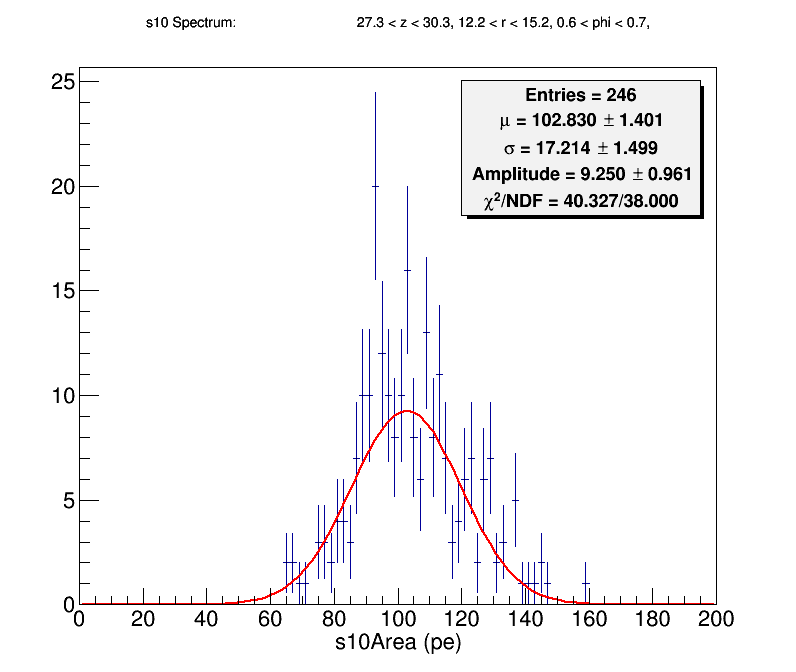 s10 Spectrum: 27.3 < z < 30.3, 12.2 < r < 15.2, 0.6 < phi < 0.7,
25
Entries = 246
μ = 102.830 ± 1.401
σ = 17.214 ± 1.499
Amplitude = 9.250 ± 0.961
χ²/NDF = 40.327/38.000
20
15
10
5
0
0 20 40 60 80 100 120 140 160 180 200
s10Area (pe)